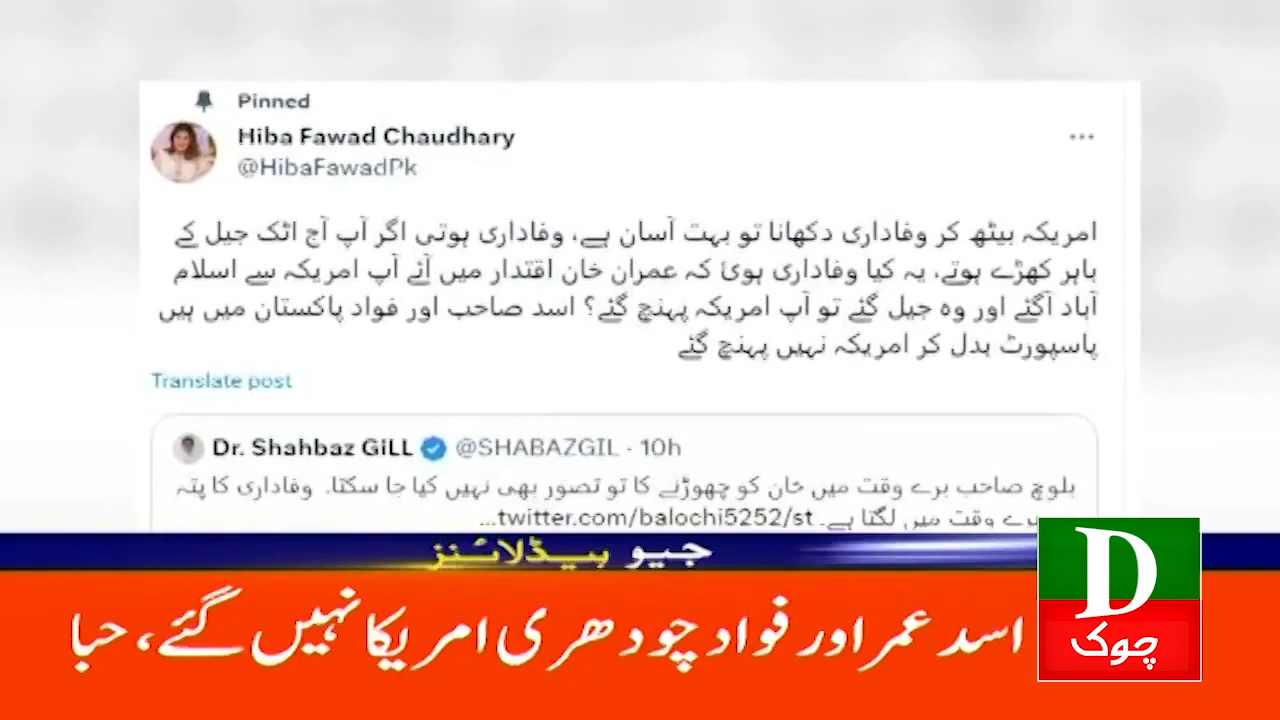 Pinned
Hiba Fawad Chaudhary
@HibaFawadPk
امریکہ بیٹھ کر وفاداری دکھانا تو بہت آسان ہے، وفاداری ہوتی اگر آپ آج اٹک جیل کے
باہر کھڑے ہوتے، یہ کیا وفاداری ہوئ کہ عمران خان اقتدار میں آئے آپ امریکہ سے اسلام
آباد آگئے اور وہ جیل گئے تو آپ امریکہ پہنچ گئے؟ اسد صاحب اور فواد پاکستان میں ہیں
پاسپورٹ بدل کر امریکہ نہیں پہنچ گئے
Translate post
Dr. Shahbaz GiLL @SHABAZGIL · 10h
بلوچ صاحب برے وقت میں خان کو چھوڑنے کا تو تصور بھی نہیں کیا جا سکتا۔ وفاداری کا پتہ
برے وقت میں لگتا ہے۔ twitter.com/balochi5252/st...
جیو ہیڈلائنز
اسد عمر اور فواد چودھری امریکا نہیں گئے، حبا
D
چوک